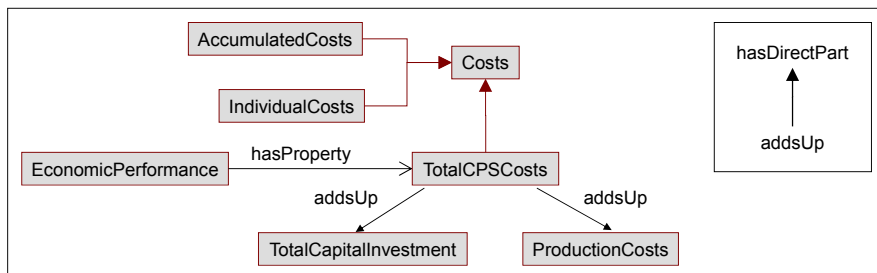 AccumulatedCosts
Costs
hasDirectPart
IndividualCosts
addsUp
hasProperty
EconomicPerformance
TotalCPSCosts
addsUp
addsUp
TotalCapitalInvestment
ProductionCosts